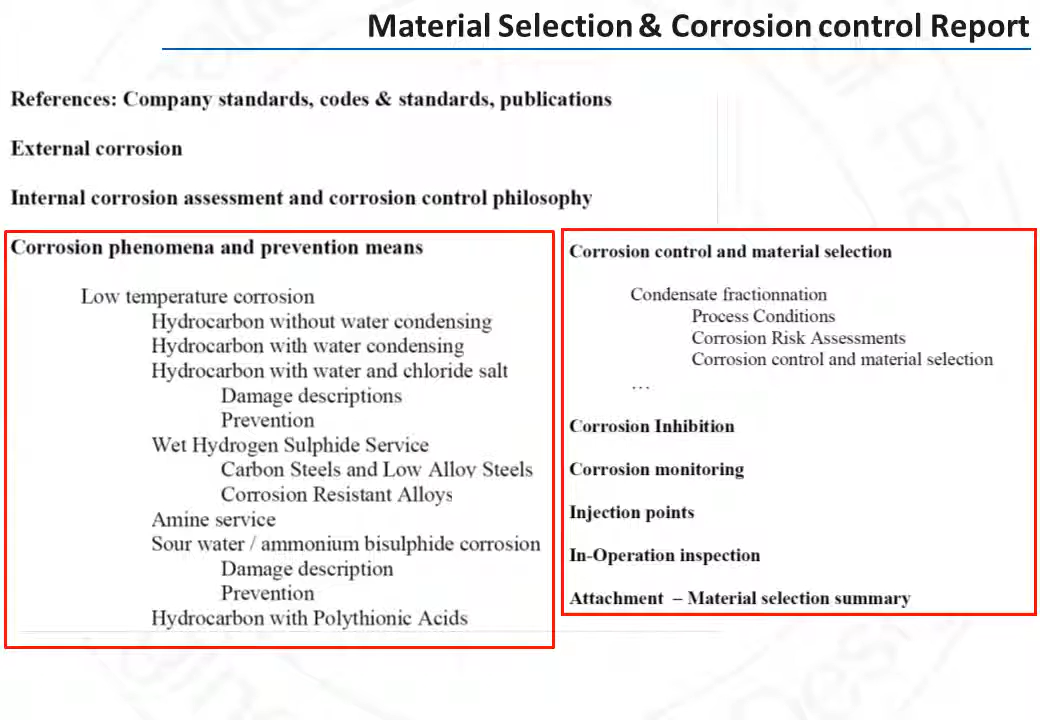 Material Selection & Corrosion control Report
References: Company standards, codes & standards, publications
External corrosion
Internal corrosion assessment and corrosion control philosophy
Corrosion phenomena and prevention means
Low temperature corrosion
Hydrocarbon without water condensing
Hydrocarbon with water condensing
Hydrocarbon with water and chloride salt
Damage descriptions
Prevention
Wet Hydrogen Sulphide Service
Carbon Steels and Low Alloy Steels
Corrosion Resistant Alloys
Amine service
Sour water / ammonium bisulphide corrosion
Damage description
Prevention
Hydrocarbon with Polythionic Acids
Corrosion control and material selection
Condensate fractionnation
Process Conditions
Corrosion Risk Assessments
Corrosion control and material selection
…
Corrosion Inhibition
Corrosion monitoring
Injection points
In-Operation inspection
Attachment – Material selection summary